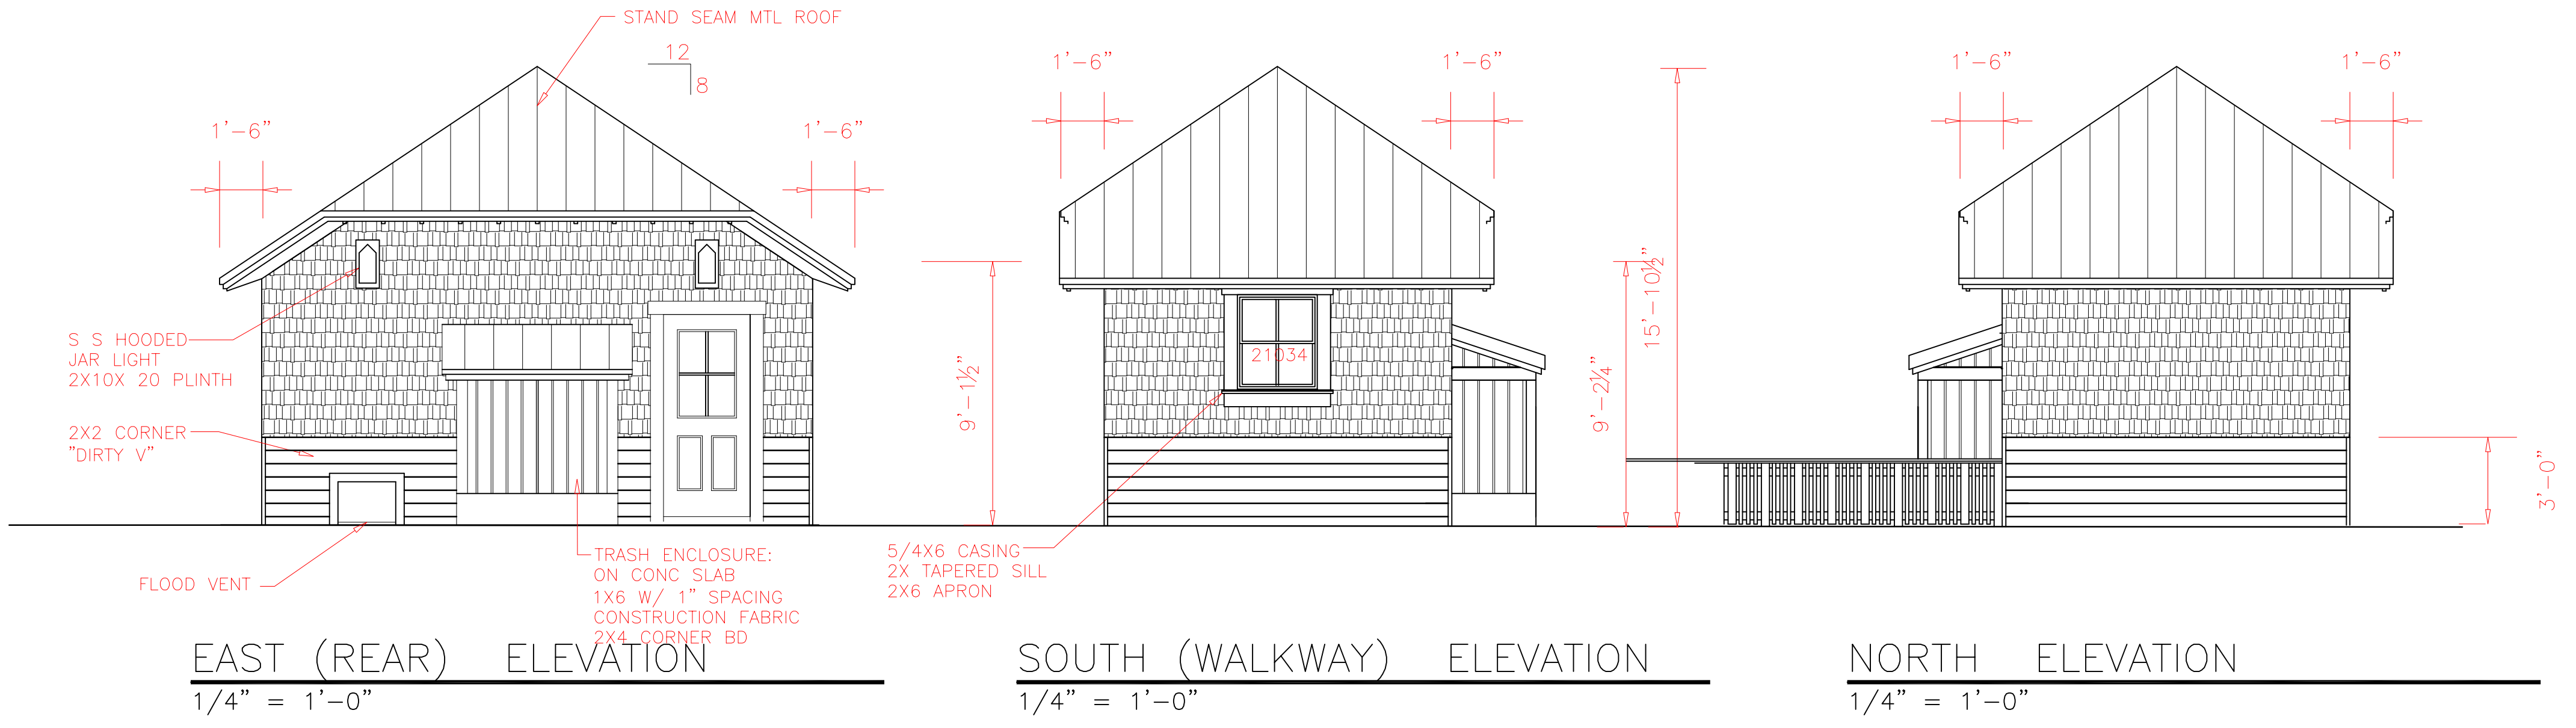 STAND SEAM MTL ROOF
12
8
1'-6"
1'-6"
S S HOODED
JAR LIGHT
2X10X 20 PLINTH
2X2 CORNER
"DIRTY V"
FLOOD VENT
TRASH ENCLOSURE:
ON CONC SLAB
1X6 W/ 1" SPACING
CONSTRUCTION FABRIC
2X4 CORNER BD
EAST (REAR) ELEVATION
1/4" = 1'-0"
1'-6"
1'-6"
9'-1½"
21034
9'-2¼"
15'-10½"
5/4X6 CASING
2X TAPERED SILL
2X6 APRON
SOUTH (WALKWAY) ELEVATION
1/4" = 1'-0"
1'-6"
1'-6"
3'-0"
NORTH ELEVATION
1/4" = 1'-0"